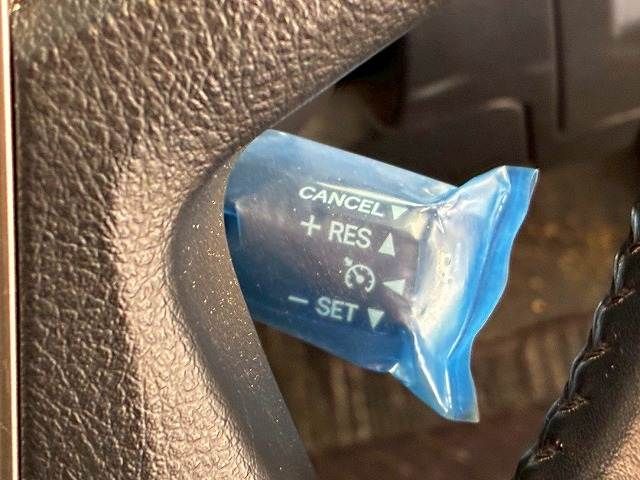 CANCEL ▼
+ RES ▲
◀
− SET ▼